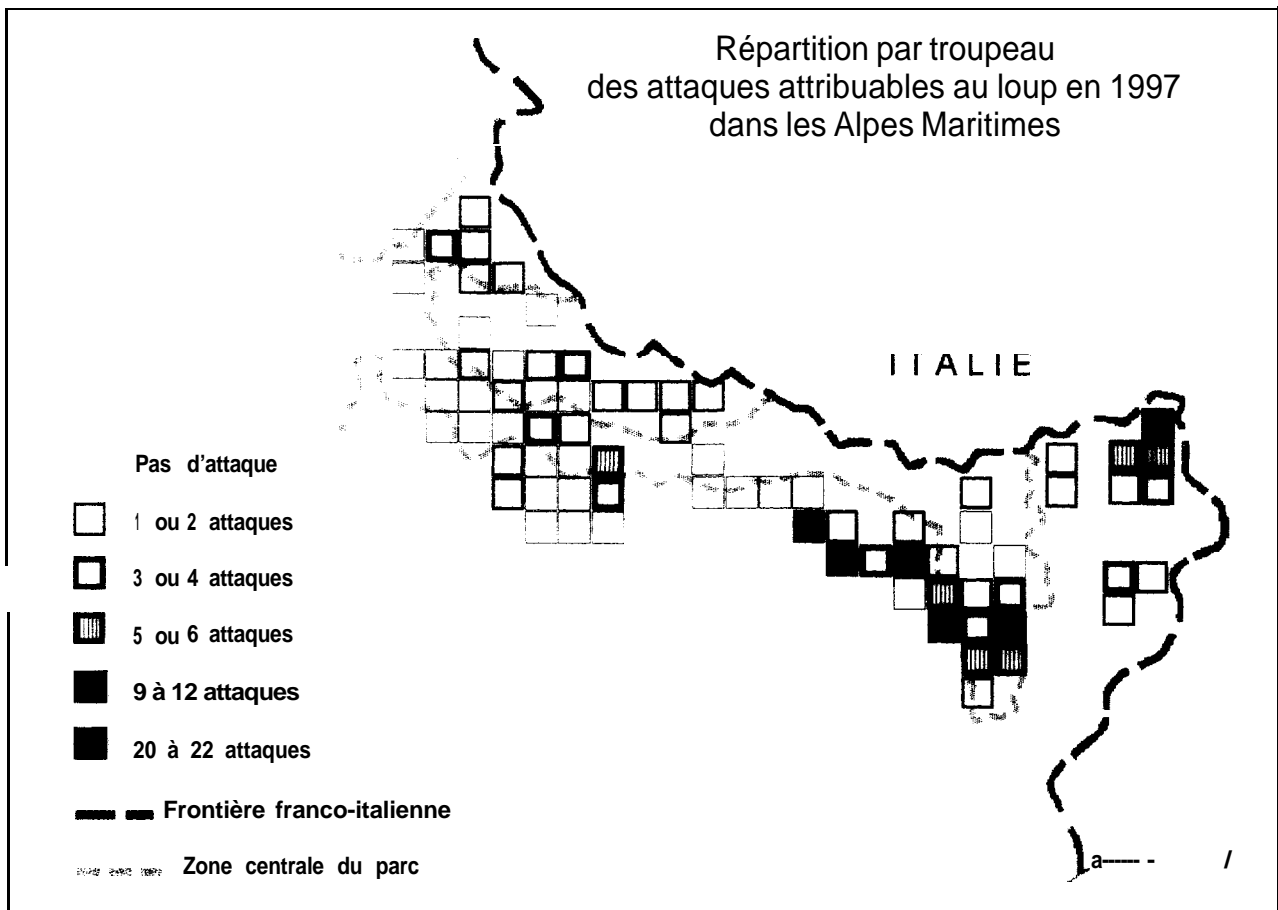 Répartition par troupeau
des attaques attribuables au loup en 1997
dans les Alpes Maritimes
ITALIE
Pas d'attaque
1 ou 2 attaques
3 ou 4 attaques
5 ou 6 attaques
9 à 12 attaques
20 à 22 attaques
Frontière franco-italienne
Zone centrale du parc